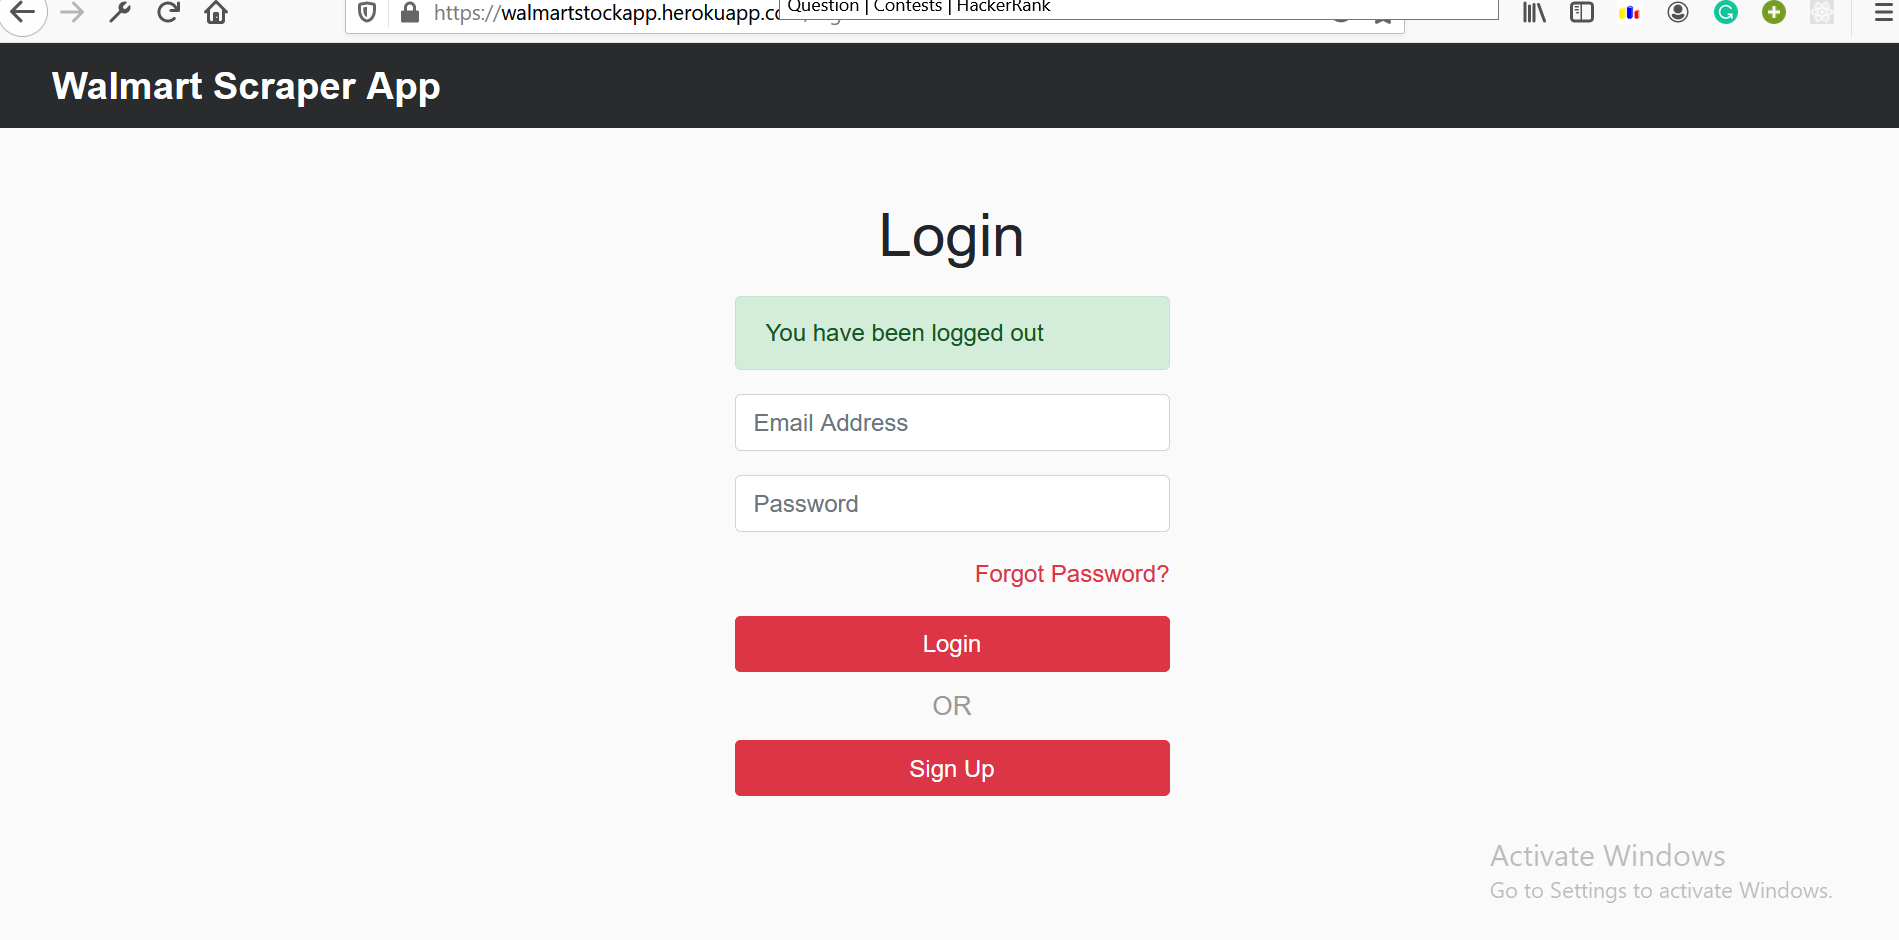 https://walmartstockapp.herokuapp.c
Question | Contests | HackerRank
Walmart Scraper App
Login
You have been logged out
Email Address
Password
Forgot Password?
Login
OR
Sign Up
Activate Windows
Go to Settings to activate Windows.